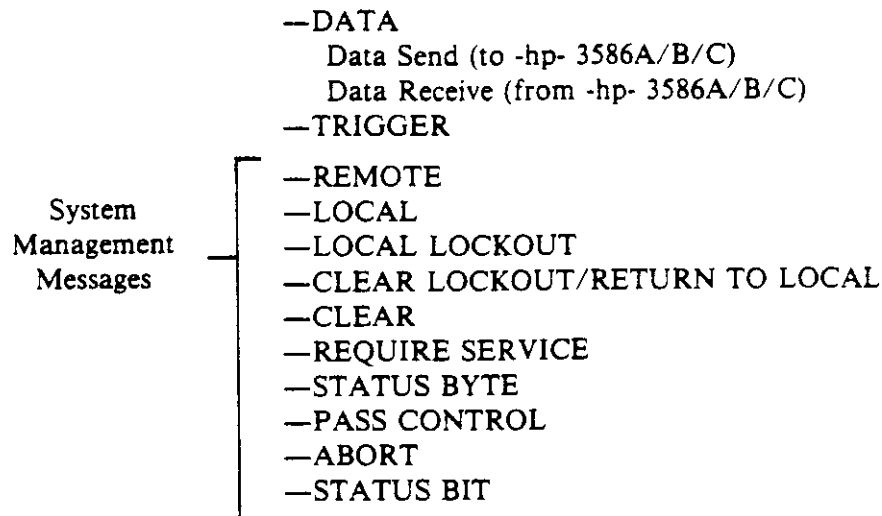 —DATA
Data Send (to -hp- 3586A/B/C)
Data Receive (from -hp- 3586A/B/C)
—TRIGGER
System
Management
Messages
—REMOTE
—LOCAL
—LOCAL LOCKOUT
—CLEAR LOCKOUT/RETURN TO LOCAL
—CLEAR
—REQUIRE SERVICE
—STATUS BYTE
—PASS CONTROL
—ABORT
—STATUS BIT